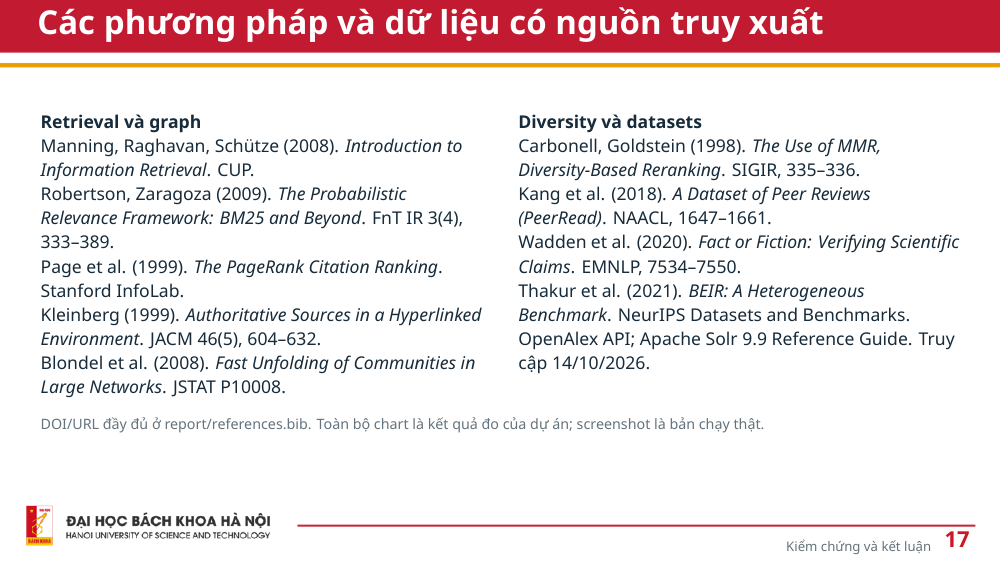 Các phương pháp và dữ liệu có nguồn truy xuất
Retrieval và graph
Manning, Raghavan, Schütze (2008). Introduction to
Information Retrieval. CUP.
Robertson, Zaragoza (2009). The Probabilistic
Relevance Framework: BM25 and Beyond. FnT IR 3(4),
333–389.
Page et al. (1999). The PageRank Citation Ranking.
Stanford InfoLab.
Kleinberg (1999). Authoritative Sources in a Hyperlinked
Environment. JACM 46(5), 604–632.
Blondel et al. (2008). Fast Unfolding of Communities in
Large Networks. JSTAT P10008.
Diversity và datasets
Carbonell, Goldstein (1998). The Use of MMR,
Diversity-Based Reranking. SIGIR, 335–336.
Kang et al. (2018). A Dataset of Peer Reviews
(PeerRead). NAACL, 1647–1661.
Wadden et al. (2020). Fact or Fiction: Verifying Scientific
Claims. EMNLP, 7534–7550.
Thakur et al. (2021). BEIR: A Heterogeneous
Benchmark. NeurIPS Datasets and Benchmarks.
OpenAlex API; Apache Solr 9.9 Reference Guide. Truy
cập 14/10/2026.
DOI/URL đầy đủ ở report/references.bib. Toàn bộ chart là kết quả đo của dự án; screenshot là bản chạy thật.
ĐẠI HỌC BÁCH KHOA HÀ NỘI
HANOI UNIVERSITY OF SCIENCE AND TECHNOLOGY
Kiểm chứng và kết luận
17